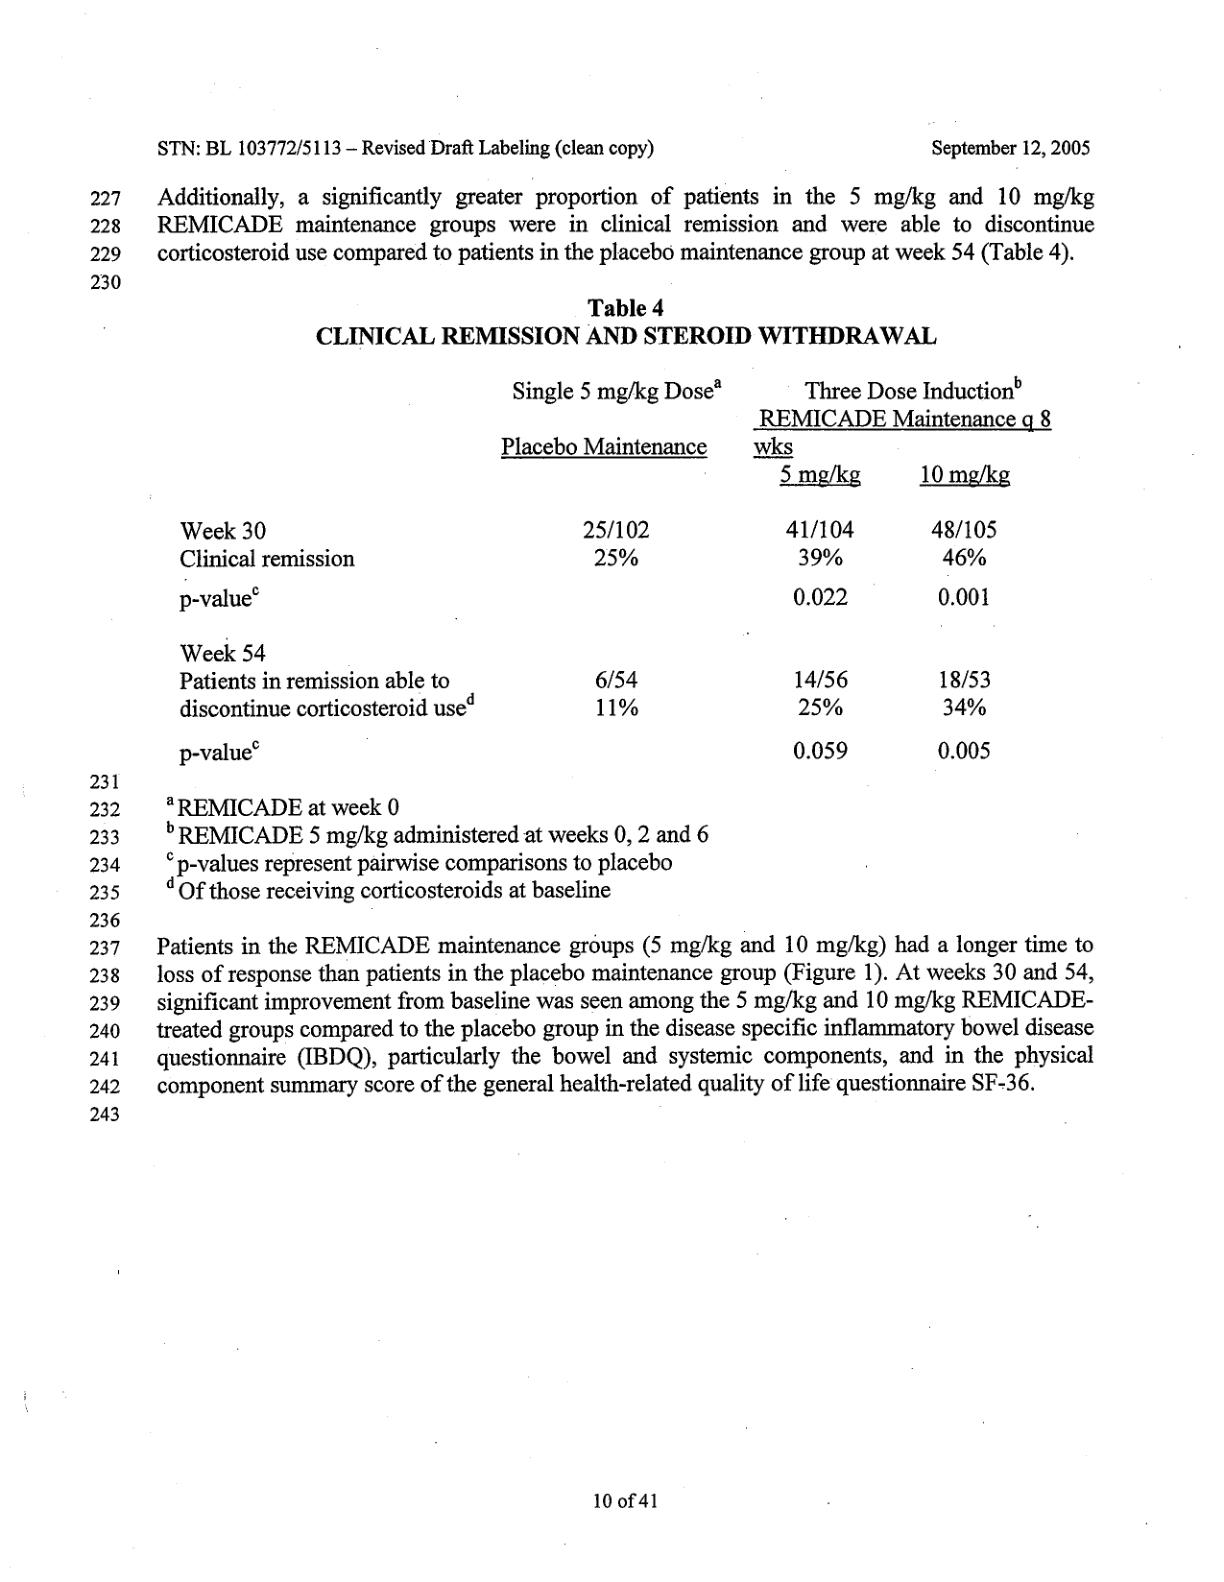 STN: BL 103772/5113 – Revised Draft Labeling (clean copy) September 12, 2005
227 Additionally, a significantly greater proportion of patients in the 5 mg/kg and 10 mg/kg
228 REMICADE maintenance groups were in clinical remission and were able to discontinue
229 corticosteroid use compared to patients in the placebo maintenance group at week 54 (Table 4).
230
Table 4
CLINICAL REMISSION AND STEROID WITHDRAWAL
Single 5 mg/kg Dose^a Three Dose Induction^b
REMICADE Maintenance q 8
Placebo Maintenance wks
5 mg/kg 10 mg/kg
Week 30 25/102 41/104 48/105
Clinical remission 25% 39% 46%
p-value^c 0.022 0.001
Week 54
Patients in remission able to 6/54 14/56 18/53
discontinue corticosteroid use^d 11% 25% 34%
p-value^c 0.059 0.005
231
232 ^a REMICADE at week 0
233 ^b REMICADE 5 mg/kg administered at weeks 0, 2 and 6
234 ^c p-values represent pairwise comparisons to placebo
235 ^d Of those receiving corticosteroids at baseline
236
237 Patients in the REMICADE maintenance groups (5 mg/kg and 10 mg/kg) had a longer time to
238 loss of response than patients in the placebo maintenance group (Figure 1). At weeks 30 and 54,
239 significant improvement from baseline was seen among the 5 mg/kg and 10 mg/kg REMICADE-
240 treated groups compared to the placebo group in the disease specific inflammatory bowel disease
241 questionnaire (IBDQ), particularly the bowel and systemic components, and in the physical
242 component summary score of the general health-related quality of life questionnaire SF-36.
243
10 of 41